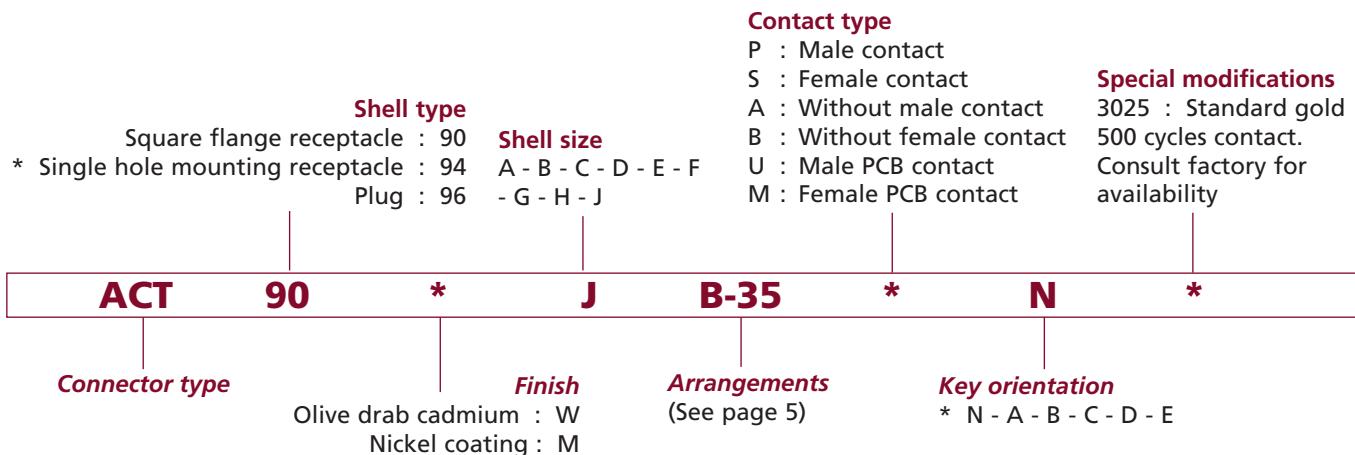 Contact type
P : Male contact
S : Female contact
A : Without male contact
B : Without female contact
U : Male PCB contact
M : Female PCB contact
Special modifications
3025 : Standard gold
500 cycles contact.
Consult factory for
availability
Shell type
Square flange receptacle : 90
* Single hole mounting receptacle : 94
Plug : 96
Shell size
A - B - C - D - E - F
- G - H - J
ACT 90 * J B-35 * N *
Connector type
Finish
Olive drab cadmium : W
Nickel coating : M
Arrangements
(See page 5)
Key orientation
* N - A - B - C - D - E